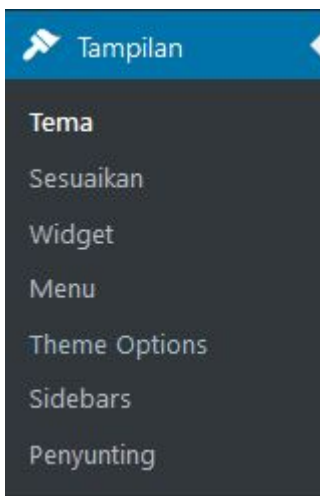 Tampilan
Tema
Sesuaikan
Widget
Menu
Theme Options
Sidebars
Penyunting